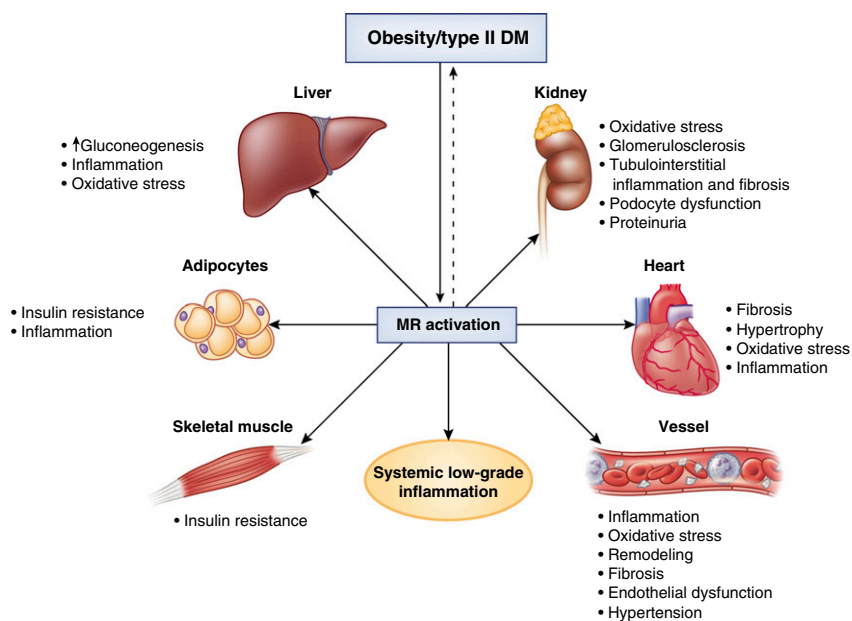 Obesity/type II DM
Liver
• ↑Gluconeogenesis
• Inflammation
• Oxidative stress
Kidney
• Oxidative stress
• Glomerulosclerosis
• Tubulointerstitial
inflammation and fibrosis
• Podocyte dysfunction
• Proteinuria
Adipocytes
• Insulin resistance
• Inflammation
MR activation
Heart
• Fibrosis
• Hypertrophy
• Oxidative stress
• Inflammation
Skeletal muscle
• Insulin resistance
Systemic low-grade
inflammation
Vessel
• Inflammation
• Oxidative stress
• Remodeling
• Fibrosis
• Endothelial dysfunction
• Hypertension